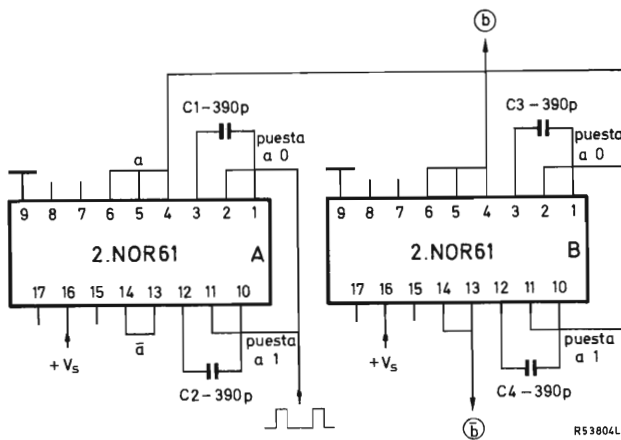 b
C1-390p
puesta
a 0
a
9 8 7 6 5 4 3 2 1
2.NOR61 A
17 16 15 14 13 12 11 10
ā
+Vs
puesta
a 1
C2-390p
C3-390p
puesta
a 0
9 8 7 6 5 4 3 2 1
2.NOR61 B
17 16 15 14 13 12 11 10
+Vs
puesta
a 1
C4-390p
b̄
R53804L